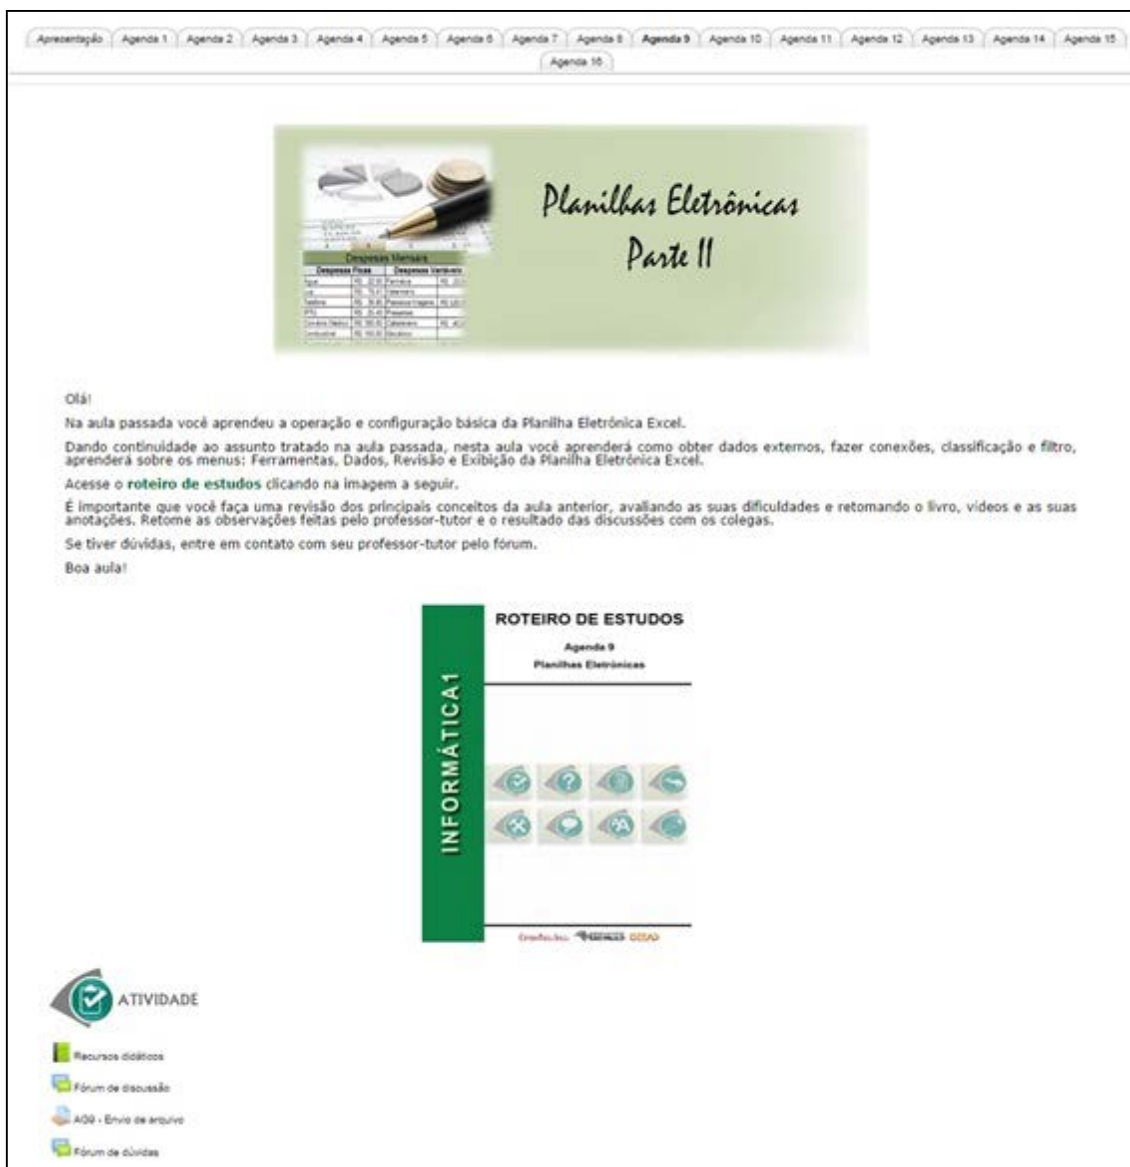 Apresentação Agenda 1 Agenda 2 Agenda 3 Agenda 4 Agenda 5 Agenda 6 Agenda 7 Agenda 8 Agenda 9 Agenda 10 Agenda 11 Agenda 12 Agenda 13 Agenda 14 Agenda 15
Agenda 16
Planilhas Eletrônicas
Parte II
Despesas Mensais
Despesas Fixas Despesas Variáveis
Olá!
Na aula passada você aprendeu a operação e configuração básica da Planilha Eletrônica Excel.
Dando continuidade ao assunto tratado na aula passada, nesta aula você aprenderá como obter dados externos, fazer conexões, classificação e filtro,
aprenderá sobre os menus: Ferramentas, Dados, Revisão e Exibição da Planilha Eletrônica Excel.
Acesse o roteiro de estudos clicando na imagem a seguir.
É importante que você faça uma revisão dos principais conceitos da aula anterior, avaliando as suas dificuldades e retomando o livro, vídeos e as suas
anotações. Retome as observações feitas pelo professor-tutor e o resultado das discussões com os colegas.
Se tiver dúvidas, entre em contato com seu professor-tutor pelo fórum.
Boa aula!
ROTEIRO DE ESTUDOS
Agenda 9
Planilhas Eletrônicas
INFORMÁTICA1
ATIVIDADE
Recursos didáticos
Fórum de discussão
AG9 - Envio de arquivo
Fórum de dúvidas